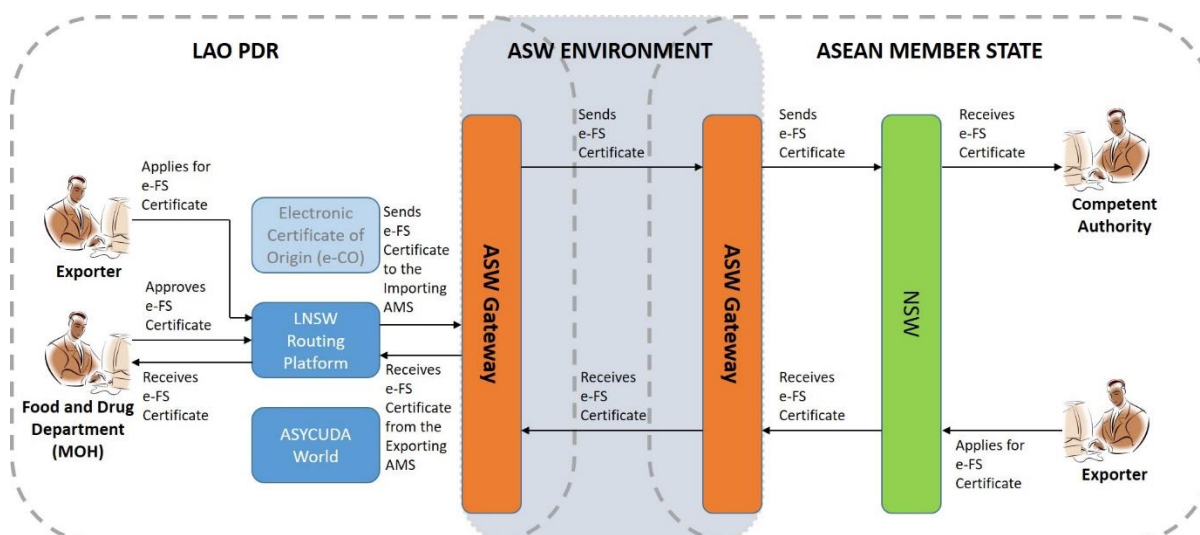 LAO PDR
ASW ENVIRONMENT
ASEAN MEMBER STATE
Applies for
e-FS
Certificate
Exporter
Approves
e-FS
Certificate
Receives
e-FS
Certificate
Food and Drug
Department
(MOH)
Electronic
Certificate of
Origin (e-CO)
LNSW
Routing
Platform
ASYCUDA
World
Sends
e-FS
Certificate
to the
Importing
AMS
Receives
e-FS
Certificate
from the
Exporting
AMS
ASW Gateway
Sends
e-FS
Certificate
Receives
e-FS
Certificate
ASW Gateway
Sends
e-FS
Certificate
Receives
e-FS
Certificate
NSW
Receives
e-FS
Certificate
Competent
Authority
Applies for
e-FS
Certificate
Exporter